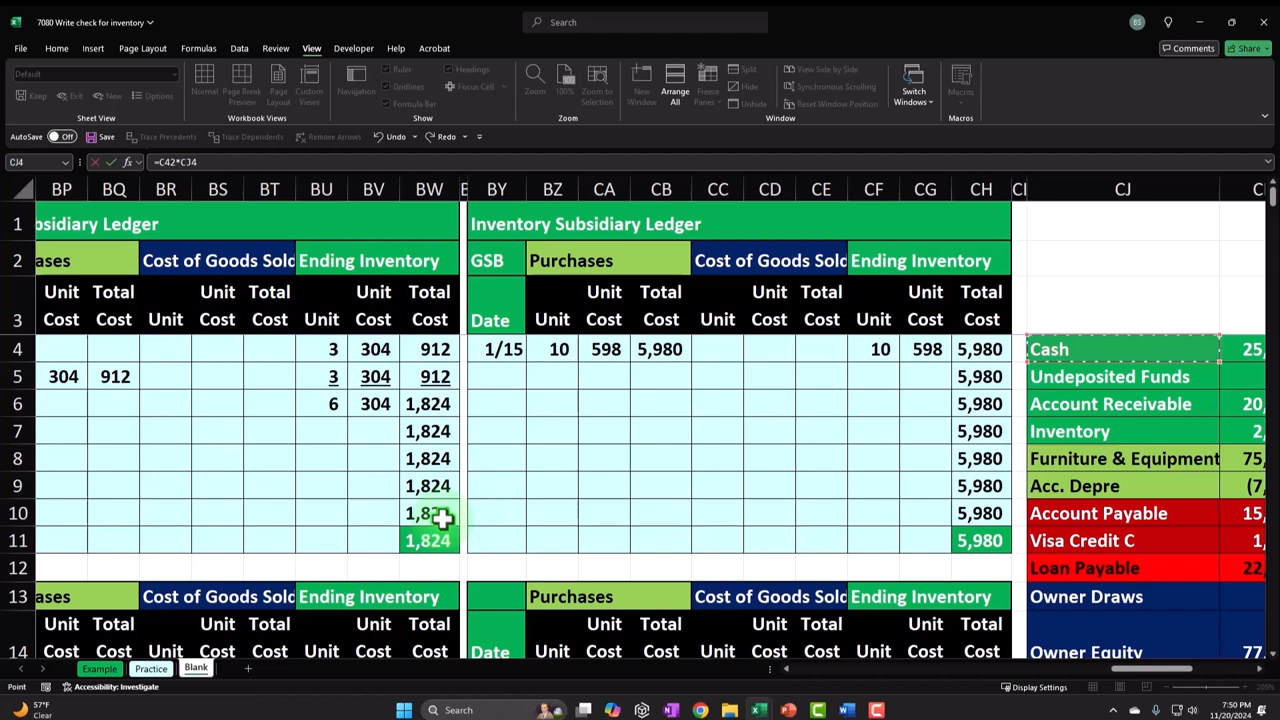 7080 Write check for inventory
Search
BS
File Home Insert Page Layout Formulas Data Review View Developer Help Acrobat
Comments Share
Default
Keep Exit New Options
Normal Page Break Preview Page Layout Custom Views
Navigation
Ruler Headings
Gridlines Focus Cell
Formula Bar
Zoom 100% Zoom to Selection
New Window Arrange All Freeze Panes
Split View Side by Side
Hide Synchronous Scrolling
Unhide Reset Window Position
Switch Windows Macros
Sheet View Workbook Views Show Zoom Window Macros
AutoSave Off Save Trace Precedents Trace Dependents Remove Arrows Undo Redo
CJ4 fx =C42*CJ4
BP BQ BR BS BT BU BV BW BY BZ CA CB CC CD CE CF CG CH CI CJ
1 bsidiary Ledger Inventory Subsidiary Ledger
2 ases Cost of Goods Sold Ending Inventory GSB Purchases Cost of Goods Sold Ending Inventory
Unit Total Unit Total Unit Total Unit Total Unit Total Unit Total
3 Cost Cost Unit Cost Cost Unit Cost Cost Date Unit Cost Cost Unit Cost Cost Unit Cost Cost
4 3 304 912 1/15 10 598 5,980 10 598 5,980 Cash 25,
5 304 912 3 304 912 5,980 Undeposited Funds
6 6 304 1,824 5,980 Account Receivable 20,
7 1,824 5,980 Inventory 2,
8 1,824 5,980 Furniture & Equipment 75,
9 1,824 5,980 Acc. Depre (7,
10 5,980 Account Payable 15,
11 1,824 5,980 Visa Credit C 1,
12 Loan Payable 22,
13 ases Cost of Goods Sold Ending Inventory Purchases Cost of Goods Sold Ending Inventory Owner Draws
Unit Total Unit Total Unit Total Unit Total Unit Total Unit Total
14 Cost Cost Unit Cost Cost Unit Cost Cost Date Unit Cost Cost Unit Cost Cost Unit Cost Cost Owner Equity 77,
Example Practice Blank
Point Accessibility: Investigate Display Settings 205%
57°F
Clear
Search
7:50 PM
11/20/2024